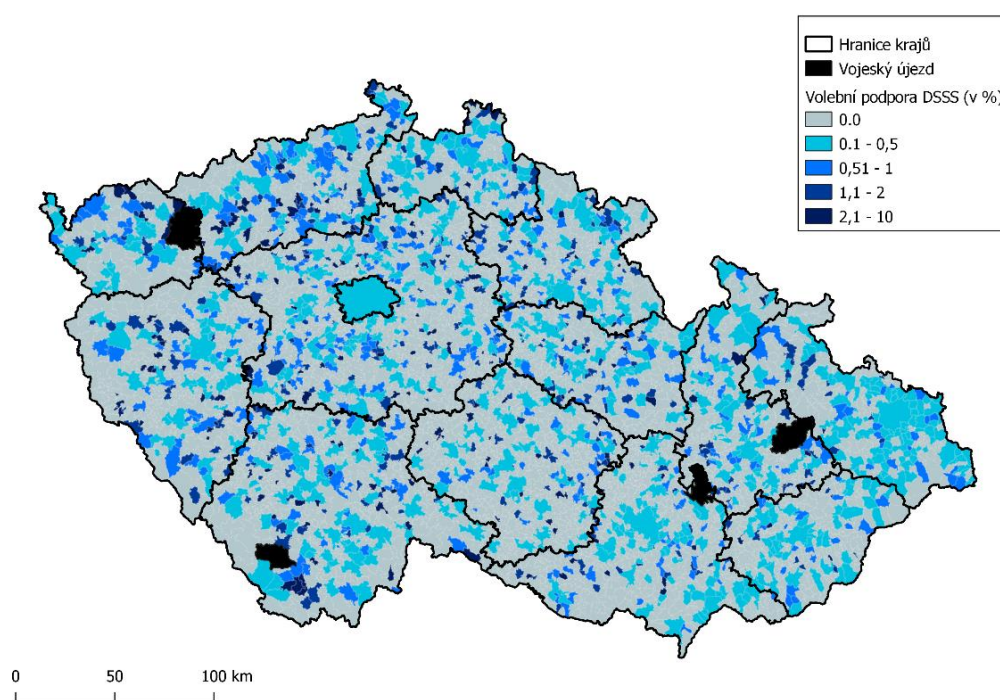 Hranice krajů
Vojeský újezd
Volební podpora DSSS (v %)
0.0
0.1 - 0,5
0,51 - 1
1,1 - 2
2,1 - 10
0 50 100 km